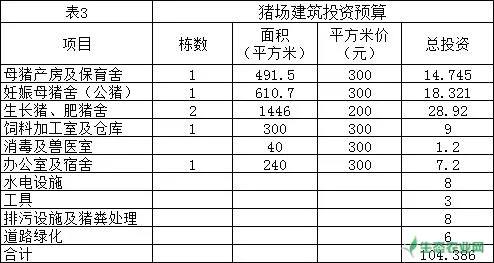 表3 猪场建筑投资预算
项目 栋数 面积（平方米） 平方米价（元） 总投资
母猪产房及保育舍 1 491.5 300 14.745
妊娠母猪舍（公猪） 1 610.7 300 18.321
生长猪、肥猪舍 2 1446 200 28.92
饲料加工室及仓库 1 300 300 9
消毒及兽医室 40 300 1.2
办公室及宿舍 1 240 300 7.2
水电设施 8
工具 3
排污设施及猪粪处理 8
道路绿化 6
合计 104.386
生态农业网